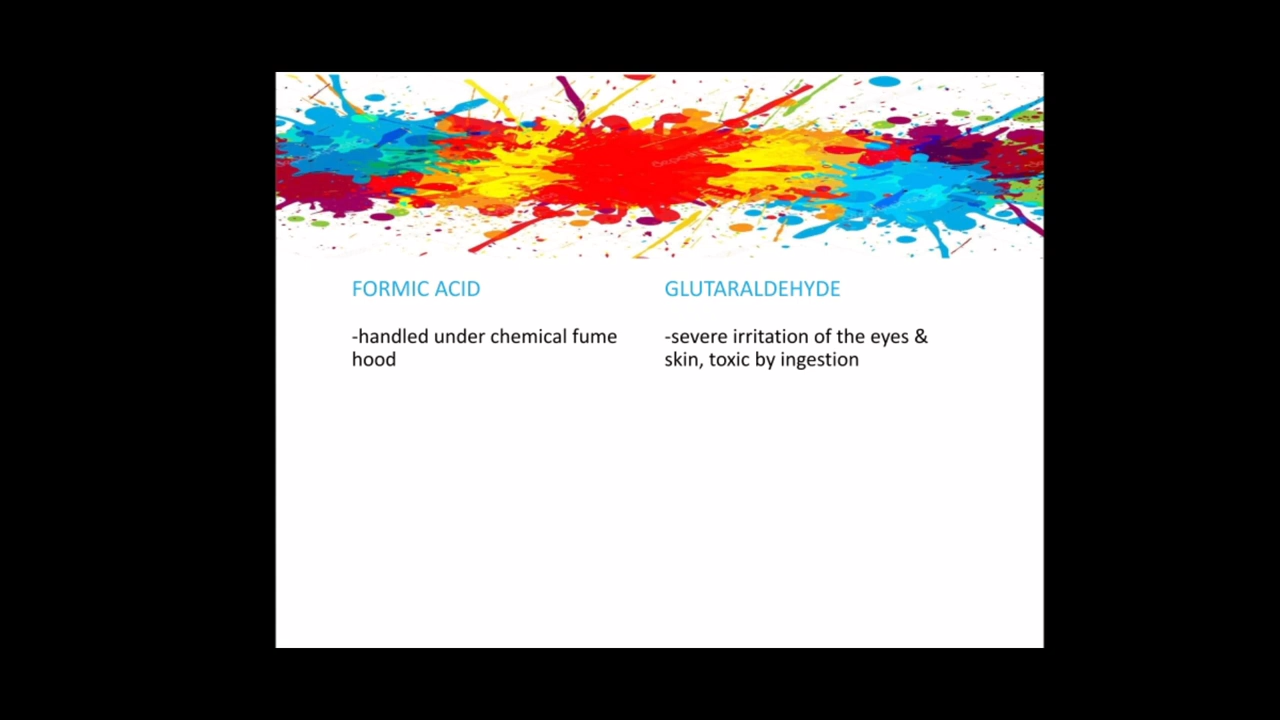 FORMIC ACID
-handled under chemical fume
hood
GLUTARALDEHYDE
-severe irritation of the eyes &
skin, toxic by ingestion